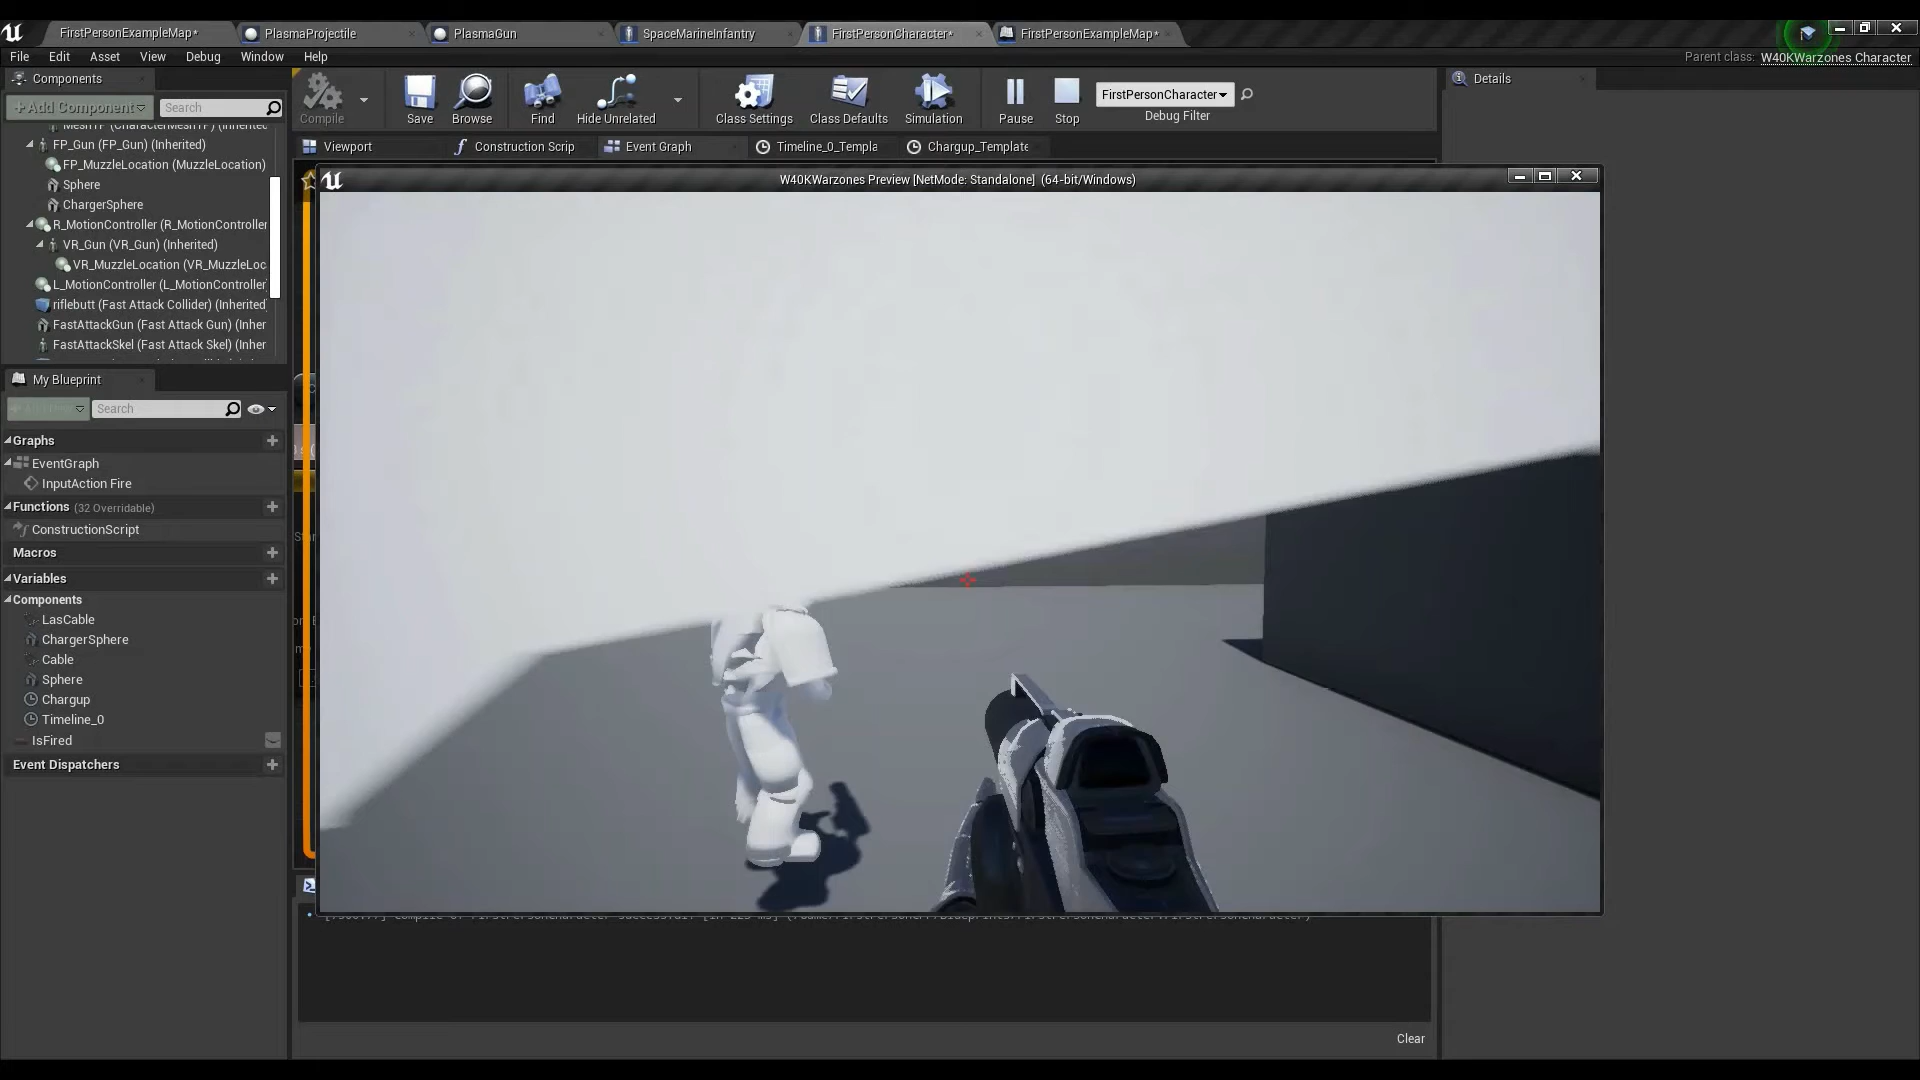 FirstPersonExampleMap*
PlasmaProjectile
PlasmaGun
SpaceMarineInfantry
FirstPersonCharacter*
FirstPersonExampleMap*
File Edit Asset View Debug Window Help
Parent class: W40KWarzones Character
Components
+Add Component
Search
FP_Gun (FP_Gun) (Inherited)
FP_MuzzleLocation (MuzzleLocation)
Sphere
ChargerSphere
R_MotionController (R_MotionController
VR_Gun (VR_Gun) (Inherited)
VR_MuzzleLocation (VR_MuzzleLoc
L_MotionController (L_MotionController)
riflebutt (Fast Attack Collider) (Inherited)
FastAttackGun (Fast Attack Gun) (Inher
FastAttackSkel (Fast Attack Skel) (Inher
Compile
Save
Browse
Find
Hide Unrelated
Class Settings
Class Defaults
Simulation
Pause
Stop
FirstPersonCharacter
Debug Filter
Details
Viewport
Construction Scrip
Event Graph
Timeline_0_Templa
Chargup_Template
W40KWarzones Preview [NetMode: Standalone] (64-bit/Windows)
My Blueprint
Search
Graphs
EventGraph
InputAction Fire
Functions (32 Overridable)
ConstructionScript
Macros
Variables
Components
LasCable
ChargerSphere
Cable
Sphere
Chargup
Timeline_0
IsFired
Event Dispatchers
Clear